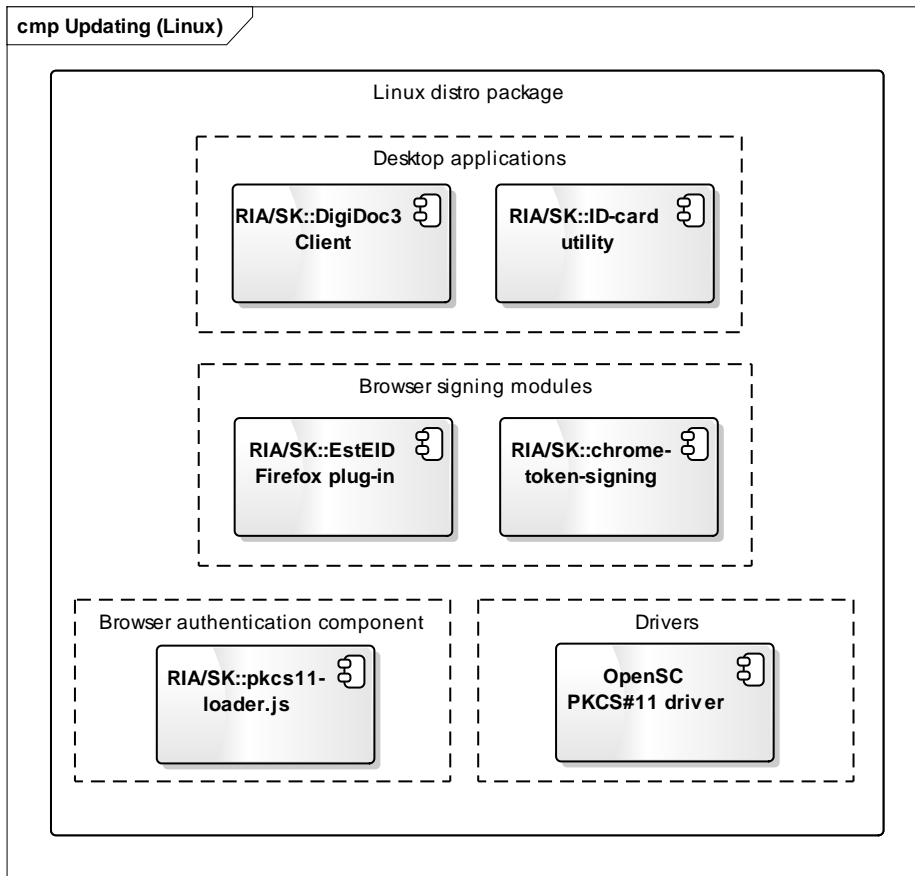 cmp Updating (Linux)
Linux distro package
Desktop applications
RIA/SK::DigiDoc3
Client
RIA/SK::ID-card
utility
Browser signing modules
RIA/SK::EstEID
Firefox plug-in
RIA/SK::chrome-
token-signing
Browser authentication component
RIA/SK::pkcs11-
loader.js
Drivers
OpenSC
PKCS#11 driver